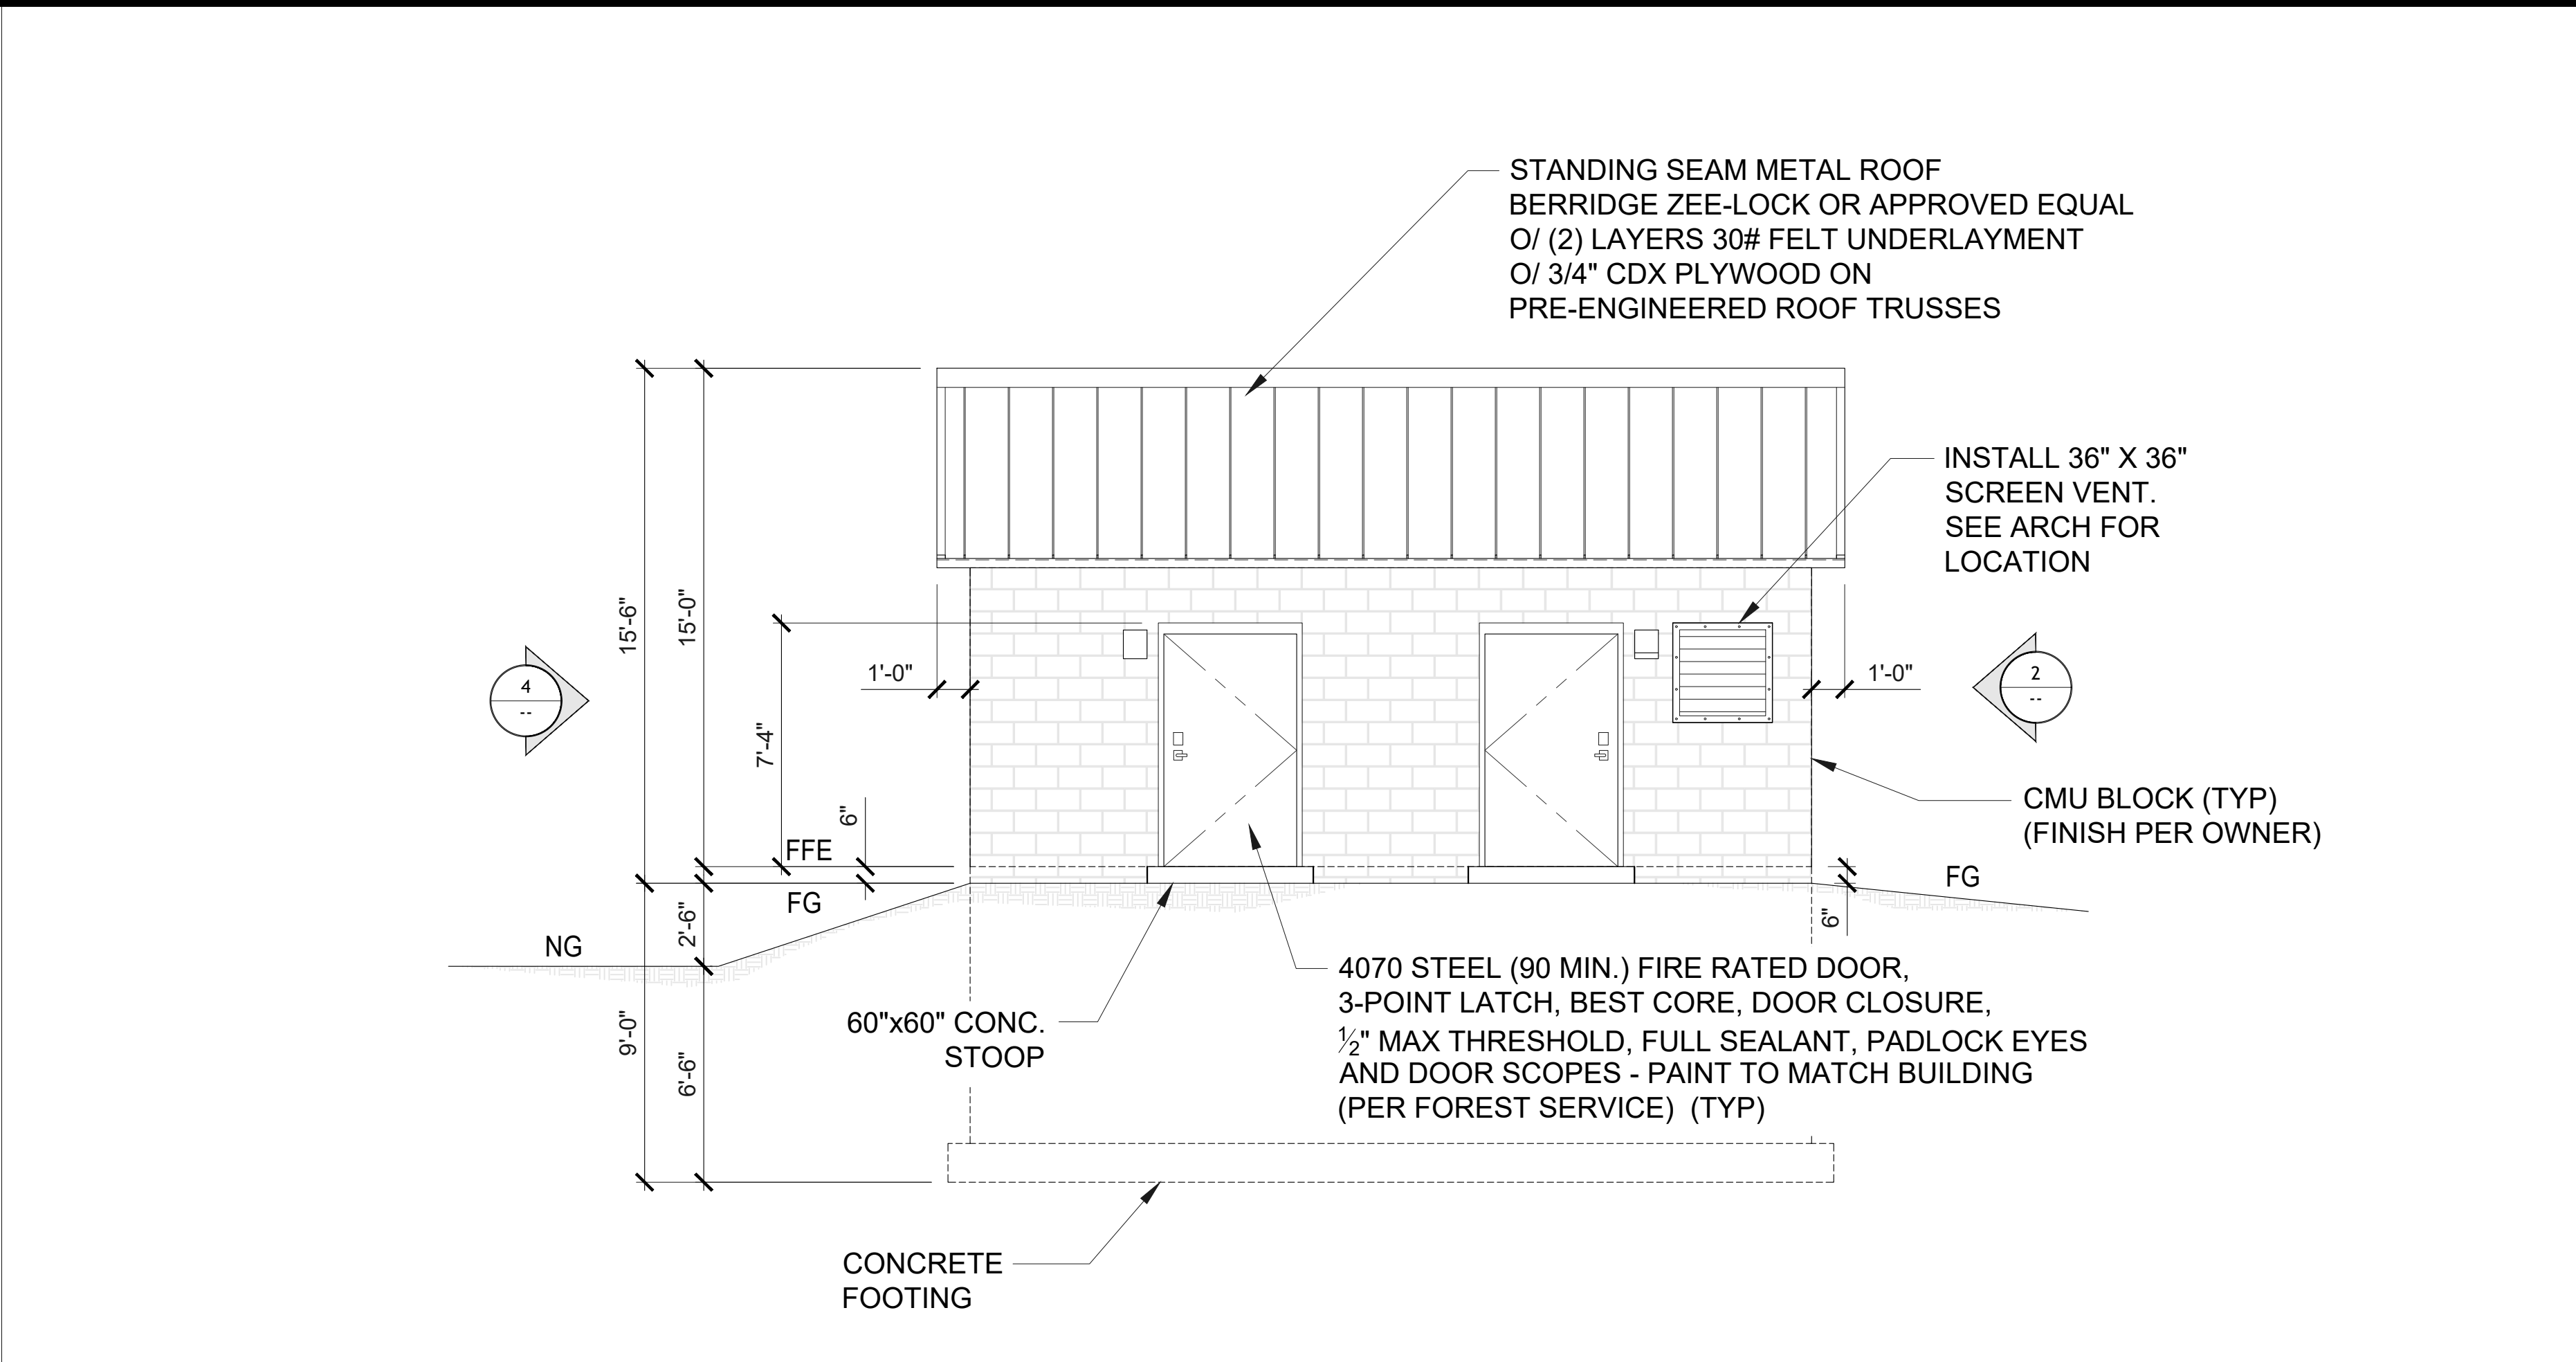 STANDING SEAM METAL ROOF
BERRIDGE ZEE-LOCK OR APPROVED EQUAL
O/ (2) LAYERS 30# FELT UNDERLAYMENT
O/ 3/4" CDX PLYWOOD ON
PRE-ENGINEERED ROOF TRUSSES
INSTALL 36" X 36"
SCREEN VENT.
SEE ARCH FOR
LOCATION
15'-6"
15'-0"
7'-4"
1'-0"
1'-0"
4
--
2
--
CMU BLOCK (TYP)
(FINISH PER OWNER)
6"
FFE
FG
FG
6"
NG
2'-6"
9'-0"
6'-6"
60"x60" CONC.
STOOP
4070 STEEL (90 MIN.) FIRE RATED DOOR,
3-POINT LATCH, BEST CORE, DOOR CLOSURE,
½" MAX THRESHOLD, FULL SEALANT, PADLOCK EYES
AND DOOR SCOPES - PAINT TO MATCH BUILDING
(PER FOREST SERVICE) (TYP)
CONCRETE
FOOTING